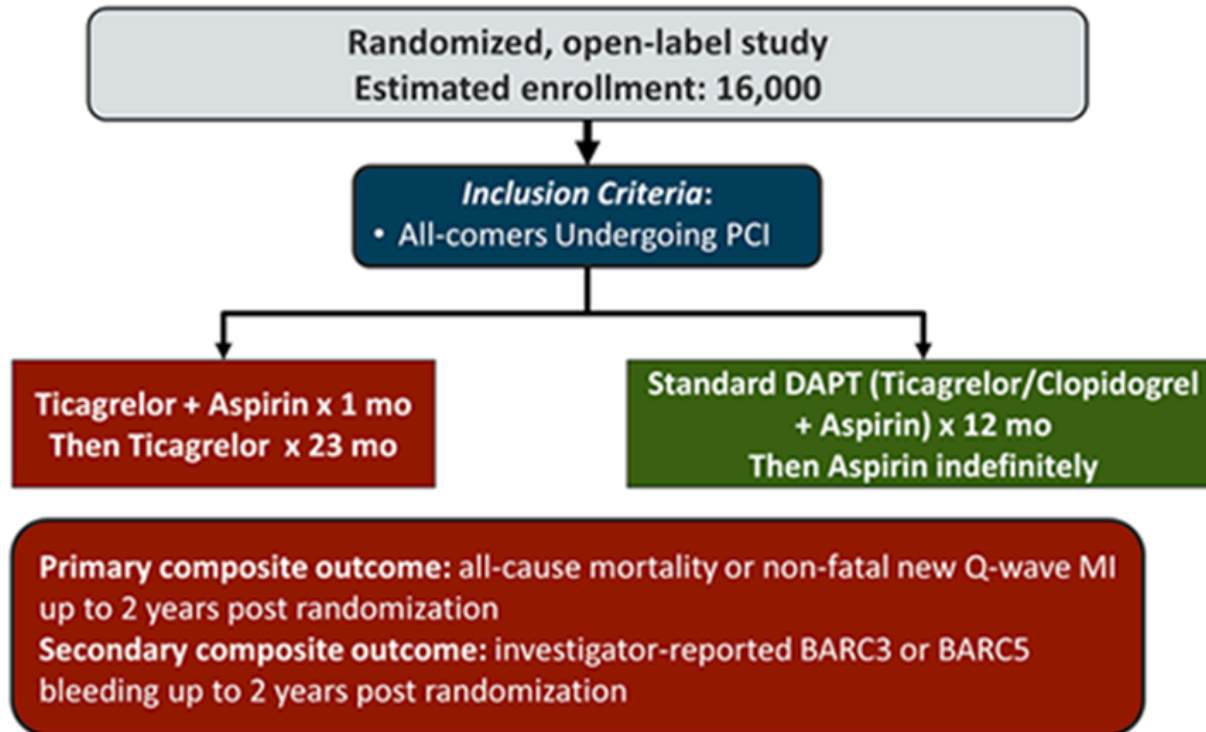 Randomized, open-label study
Estimated enrollment: 16,000
Inclusion Criteria:
• All-comers Undergoing PCI
Ticagrelor + Aspirin x 1 mo
Then Ticagrelor x 23 mo
Standard DAPT (Ticagrelor/Clopidogrel
+ Aspirin) x 12 mo
Then Aspirin indefinitely
Primary composite outcome: all-cause mortality or non-fatal new Q-wave MI
up to 2 years post randomization
Secondary composite outcome: investigator-reported BARC3 or BARC5
bleeding up to 2 years post randomization